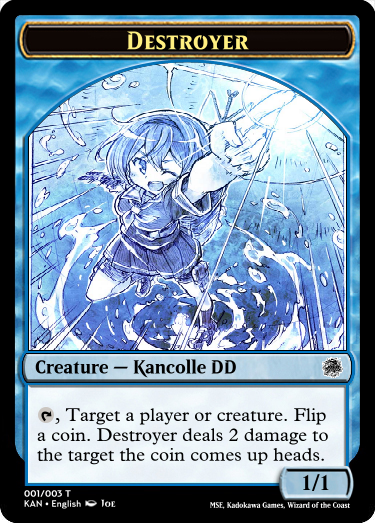 Destroyer
Creature — Kancolle DD
, Target a player or creature. Flip
a coin. Destroyer deals 2 damage to
the target the coin comes up heads.
1/1
001/003 T
KAN • English IOE
MSE, Kadokawa Games, Wizard of the Coast